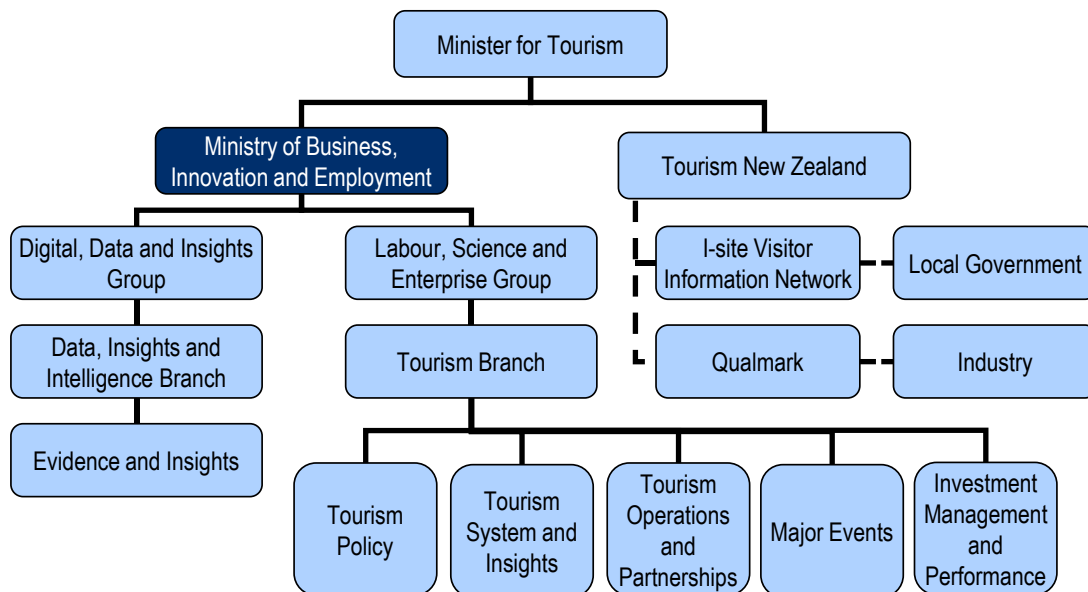 Minister for Tourism
Ministry of Business,
Innovation and Employment
Tourism New Zealand
Digital, Data and Insights
Group
Labour, Science and
Enterprise Group
I-site Visitor
Information Network
Local Government
Data, Insights and
Intelligence Branch
Tourism Branch
Qualmark
Industry
Evidence and Insights
Tourism
Policy
Tourism
System and
Insights
Tourism
Operations
and
Partnerships
Major Events
Investment
Management
and
Performance